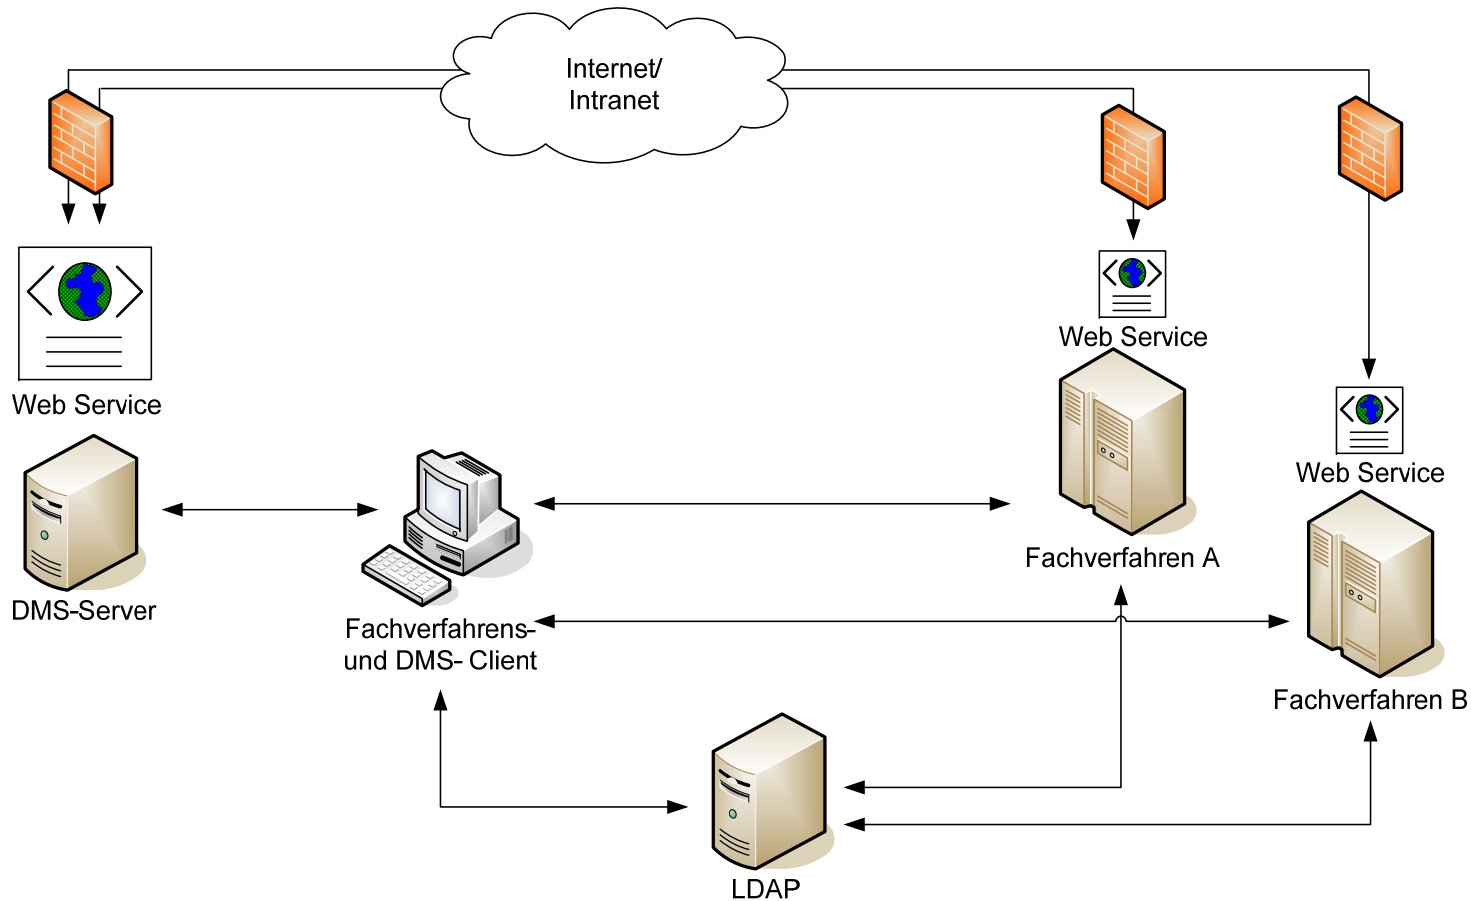 Internet/
Intranet
Web Service
Web Service
Web Service
DMS-Server
Fachverfahrens-
und DMS- Client
Fachverfahren A
Fachverfahren B
LDAP